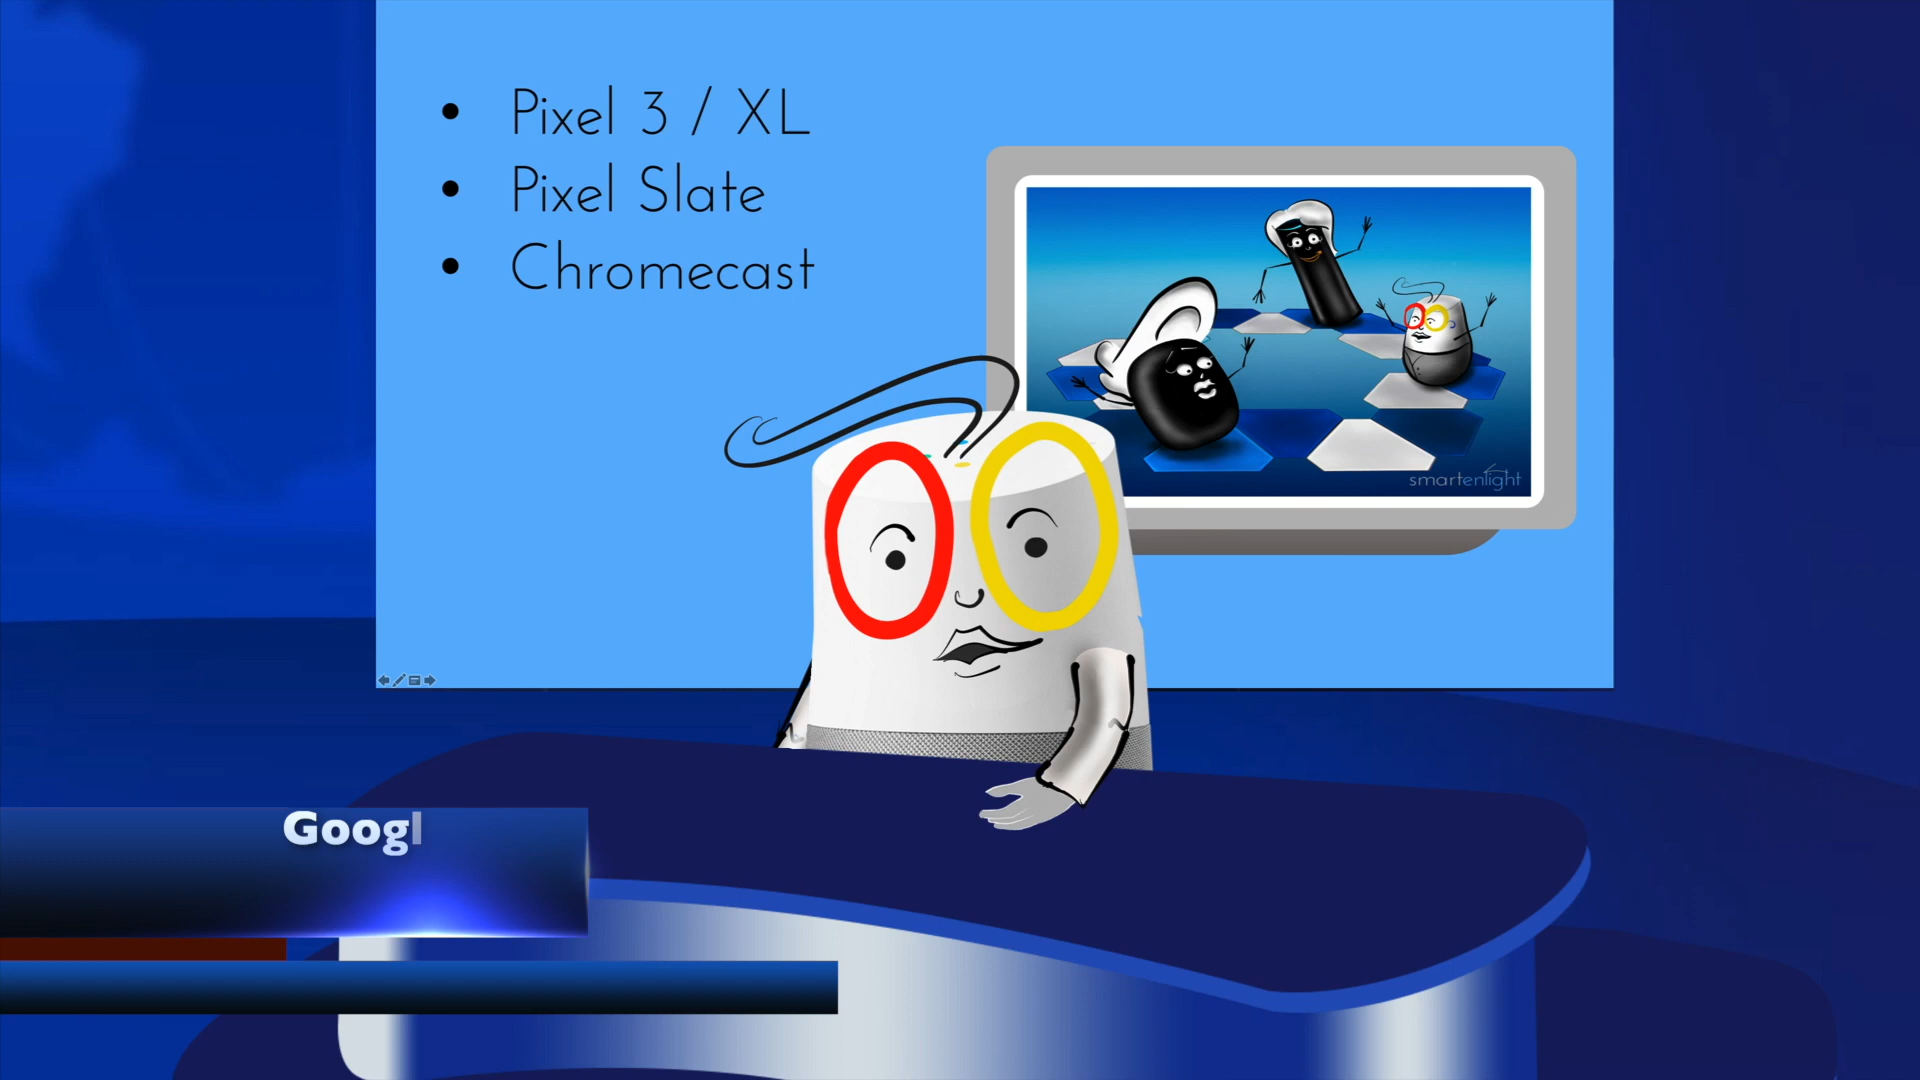 Pixel 3 / XL
Pixel Slate
Chromecast
smartenlight
Googl